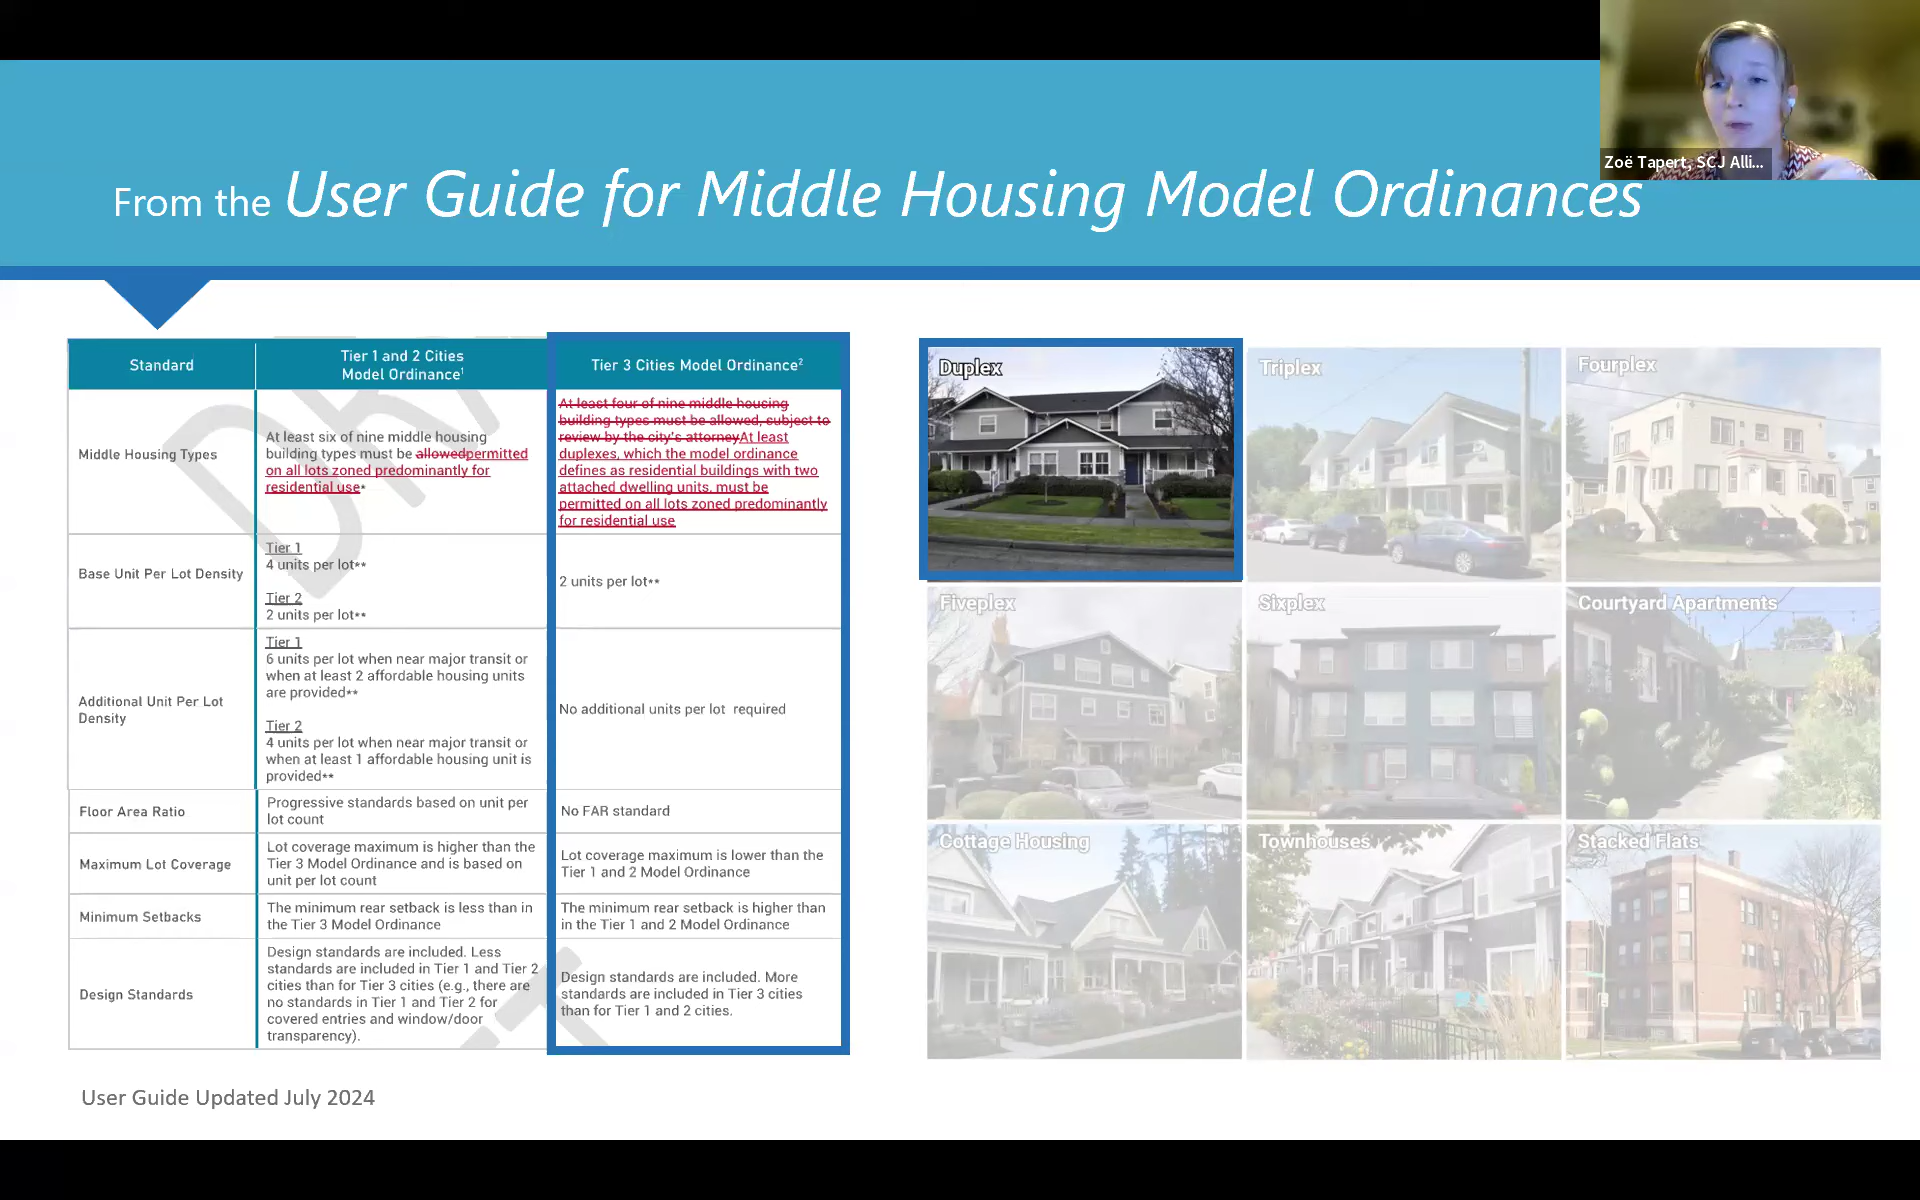 Zoë Tapert, SCJ Alli...
From the User Guide for Middle Housing Model Ordinances
Standard
Tier 1 and 2 Cities
Model Ordinance¹
Tier 3 Cities Model Ordinance²
Middle Housing Types
At least six of nine middle housing
building types must be allowedpermitted
on all lots zoned predominantly for
residential use*
At least four of nine middle housing
building types must be allowed, subject to
review by the city's attorneyAt least
duplexes, which the model ordinance
defines as residential buildings with two
attached dwelling units, must be
permitted on all lots zoned predominantly
for residential use
Base Unit Per Lot Density
Tier 1
4 units per lot**
Tier 2
2 units per lot**
2 units per lot**
Additional Unit Per Lot
Density
Tier 1
6 units per lot when near major transit or
when at least 2 affordable housing units
are provided**
Tier 2
4 units per lot when near major transit or
when at least 1 affordable housing unit is
provided**
No additional units per lot required
Floor Area Ratio
Progressive standards based on unit per
lot count
No FAR standard
Maximum Lot Coverage
Lot coverage maximum is higher than the
Tier 3 Model Ordinance and is based on
unit per lot count
Lot coverage maximum is lower than the
Tier 1 and 2 Model Ordinance
Minimum Setbacks
The minimum rear setback is less than in
the Tier 3 Model Ordinance
The minimum rear setback is higher than
in the Tier 1 and 2 Model Ordinance
Design Standards
Design standards are included. Less
standards are included in Tier 1 and Tier 2
cities than for Tier 3 cities (e.g., there are
no standards in Tier 1 and Tier 2 for
covered entries and window/door
transparency).
Design standards are included. More
standards are included in Tier 3 cities
than for Tier 1 and 2 cities.
Duplex
Triplex
Fourplex
Fiveplex
Sixplex
Courtyard Apartments
Cottage Housing
Townhouses
Stacked Flats
User Guide Updated July 2024